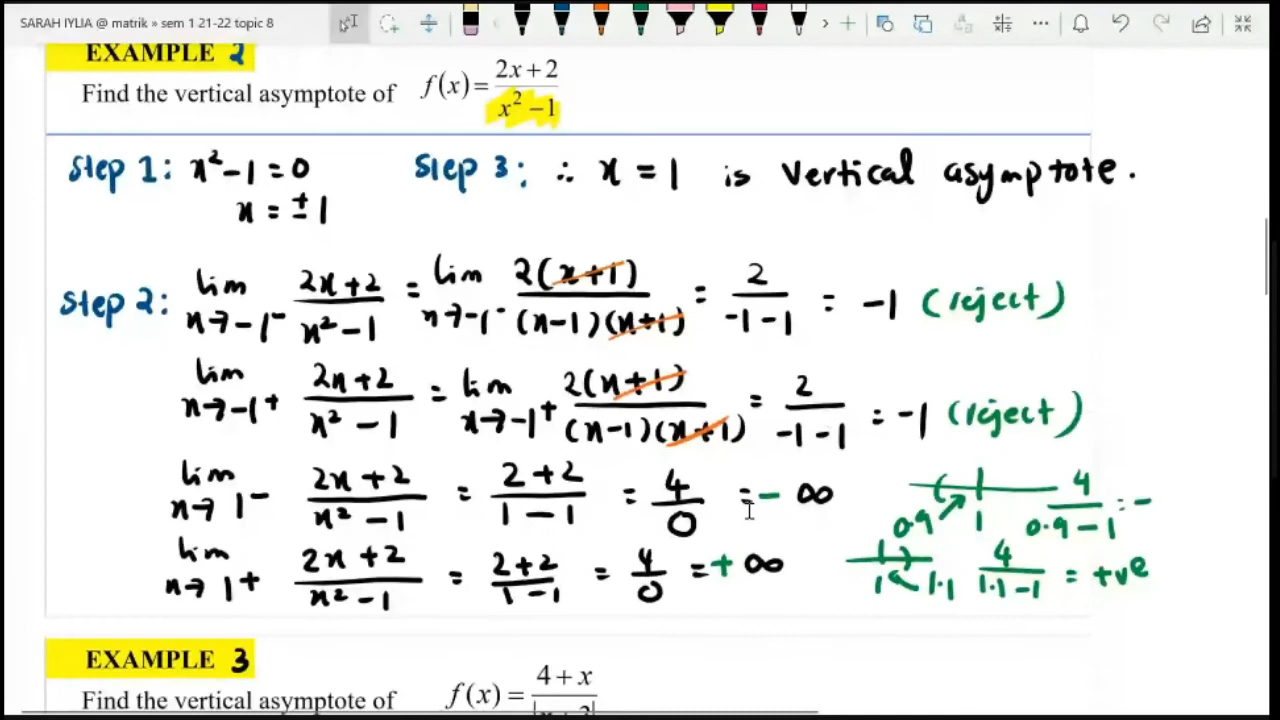 SARAH IYLIA @ matrik » sem 1 21-22 topic 8
EXAMPLE 2
Find the vertical asymptote of f(x) = (2x + 2)/(x² − 1)
Step 1: x² − 1 = 0
x = ± 1
Step 3: ∴ x = 1 is vertical asymptote.
Step 2: lim x→-1⁻ (2x+2)/(x²−1) = lim x→-1⁻ 2(x+1)/((x−1)(x+1)) = 2/(-1-1) = -1 (reject)
lim x→-1⁺ (2x+2)/(x²−1) = lim x→-1⁺ 2(x+1)/((x−1)(x+1)) = 2/(-1-1) = -1 (reject)
lim x→1⁻ (2x+2)/(x²−1) = (2+2)/(1−1) = 4/0 = - ∞
0.9 1 4/(0.9−1) = -
lim x→1⁺ (2x+2)/(x²−1) = (2+2)/(1-1) = 4/0 = + ∞
1 1.1 4/(1.1-1) = +ve
EXAMPLE 3
Find the vertical asymptote of f(x) = 4 + x